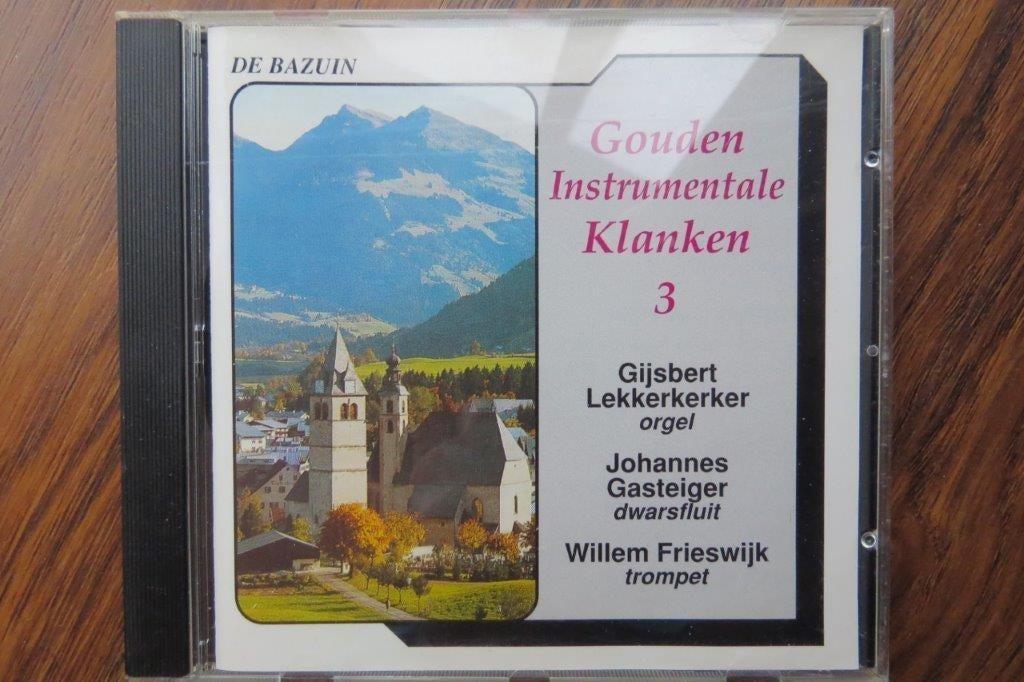 DE BAZUIN
Gouden
Instrumentale
Klanken
3
Gijsbert
Lekkerkerker
orgel
Johannes
Gasteiger
dwarsfluit
Willem Frieswijk
trompet